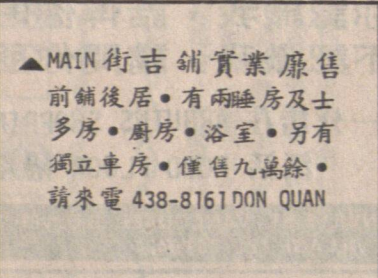 ▲MAIN街吉舖實業廉售
前舖後居•有兩睡房及士
多房•廚房•浴室•另有
獨立車房•僅售九萬餘•
請來電 438-8161 DON QUAN